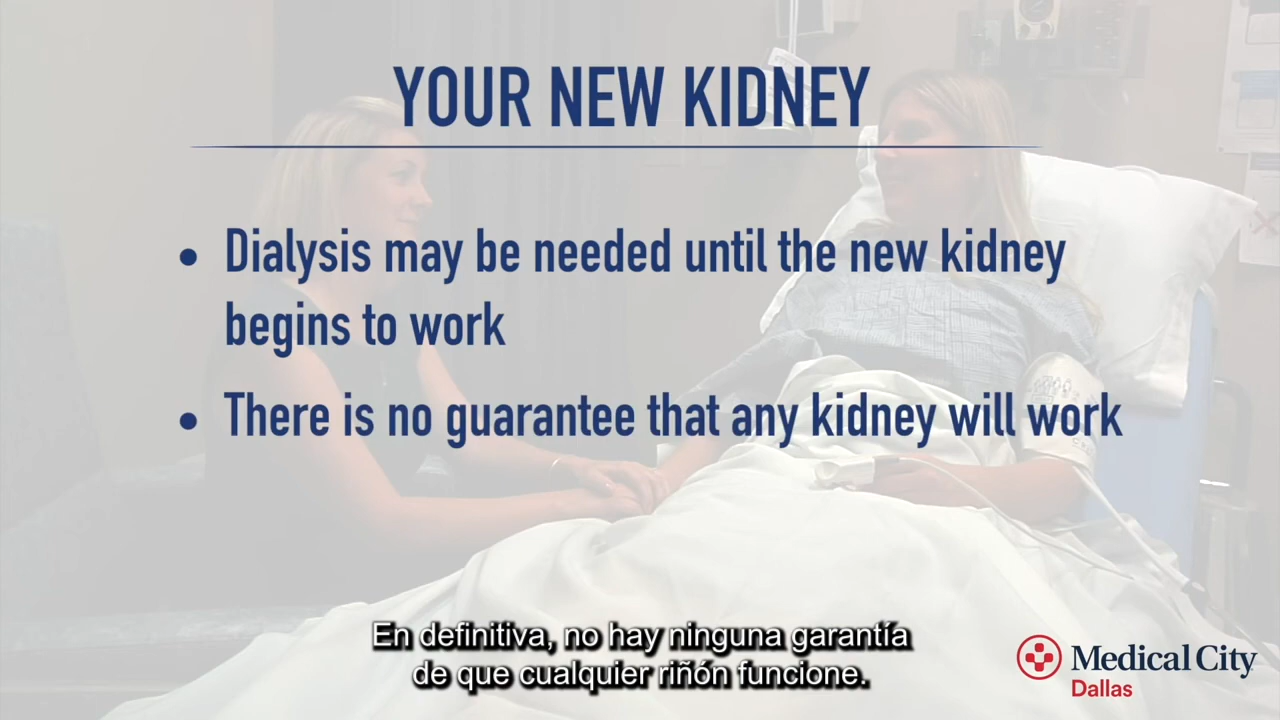 YOUR NEW KIDNEY
• Dialysis may be needed until the new kidney
begins to work
• There is no guarantee that any kidney will work
En definitiva, no hay ninguna garantía
de que cualquier riñón funcione.
Medical City
Dallas